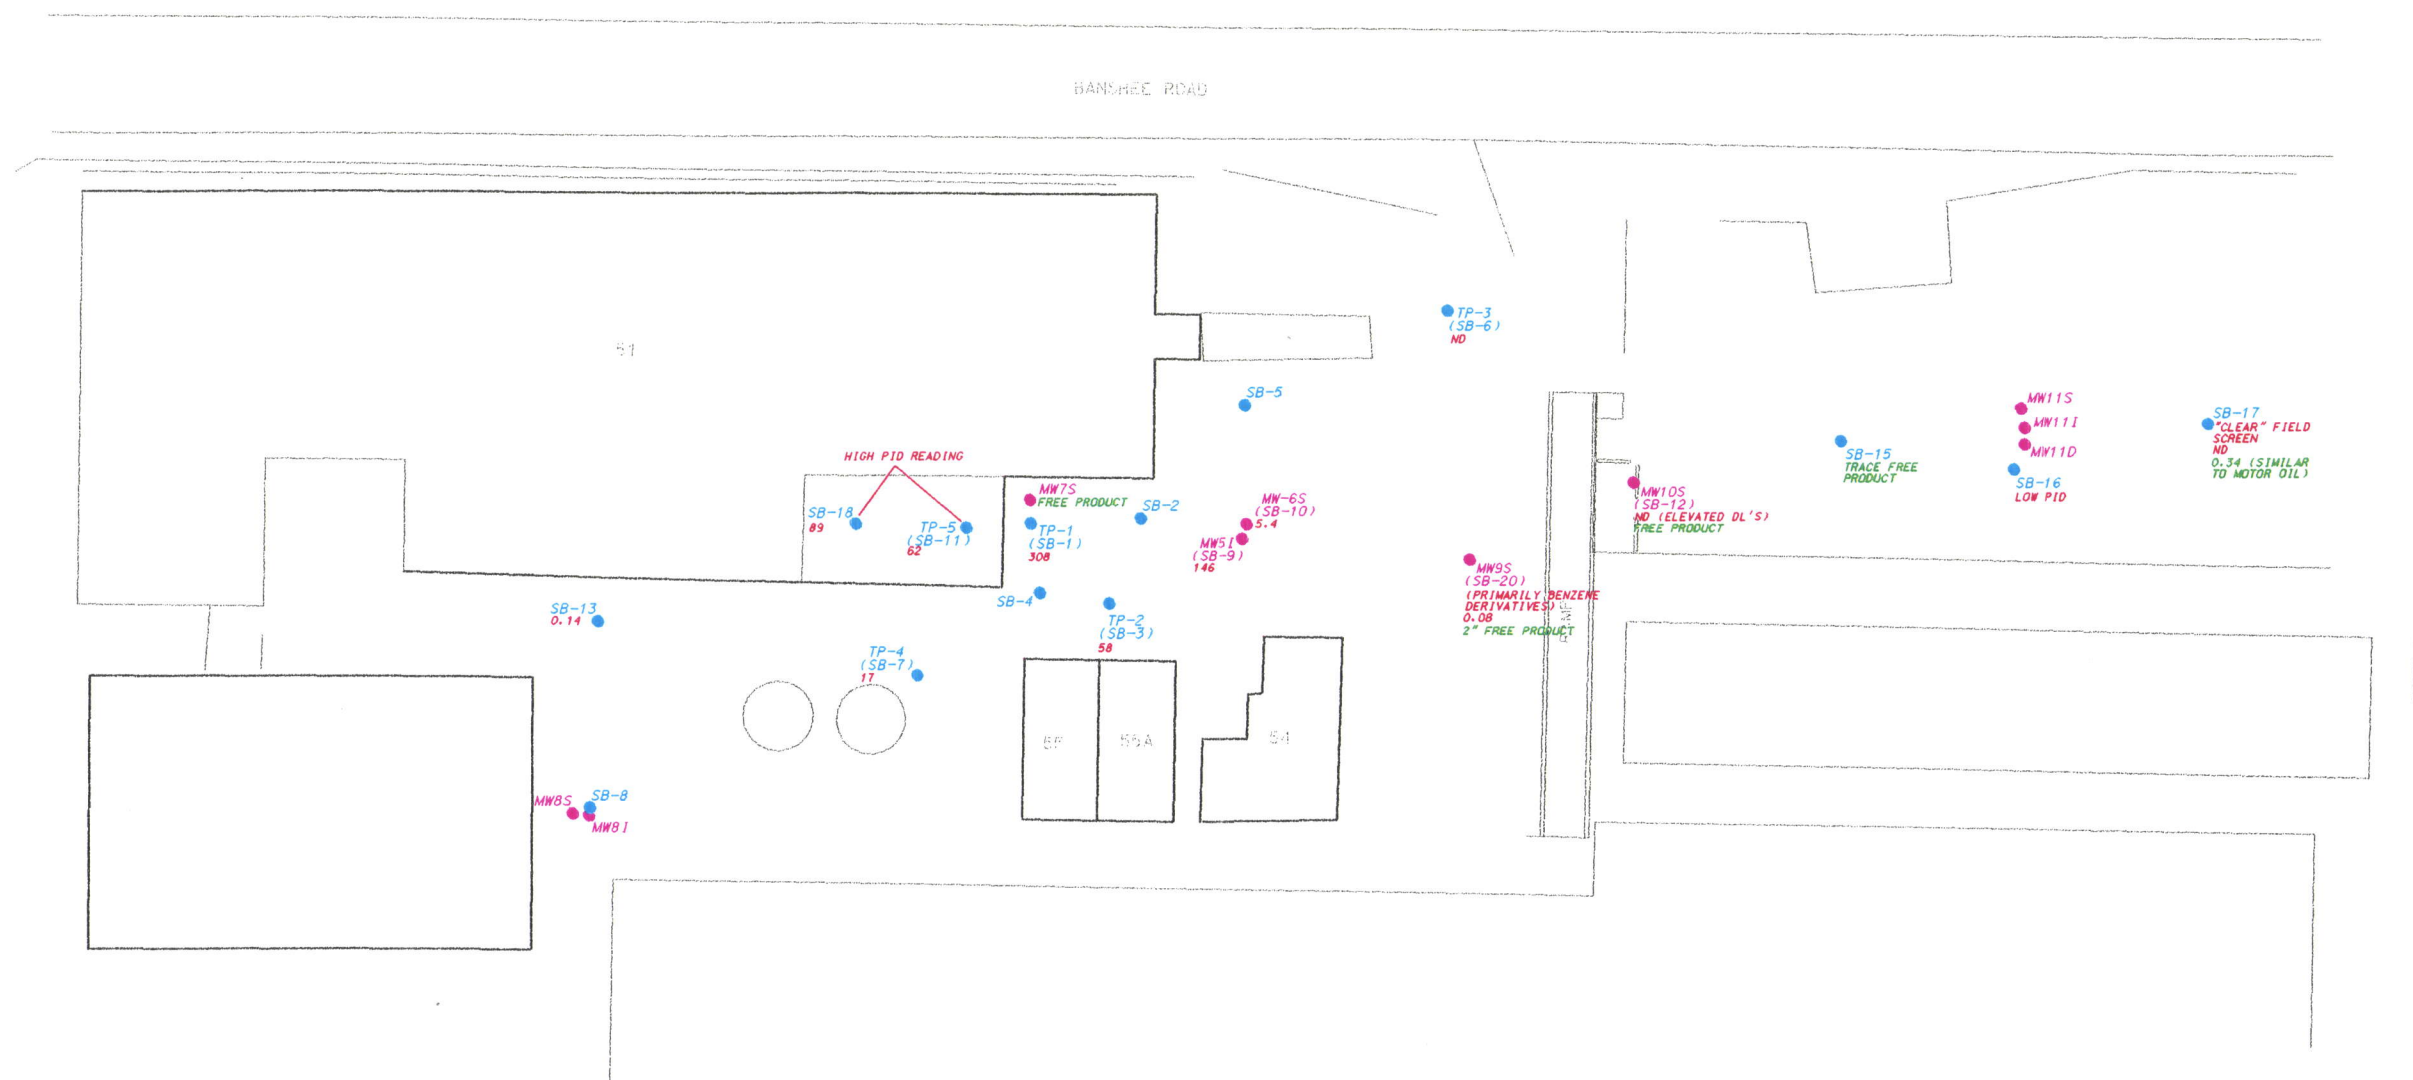 BANSHEE ROAD
51
TP-3
(SB-6)
ND
SB-5
MW11S
MW11I
MW11D
SB-16
LOW PID
SB-17
"CLEAR" FIELD
SCREEN
ND
0.34 (SIMILAR
TO MOTOR OIL)
SB-15
TRACE FREE
PRODUCT
HIGH PID READING
SB-18
89
TP-5
(SB-11)
62
MW7S
FREE PRODUCT
TP-1
(SB-1)
308
SB-2
MW-6S
(SB-10)
5.4
MW5I
(SB-9)
146
MW10S
(SB-12)
ND (ELEVATED DL'S)
FREE PRODUCT
MW9S
(SB-20)
(PRIMARILY BENZENE
DERIVATIVES)
0.08
2" FREE PRODUCT
SB-4
TP-2
(SB-3)
58
SB-13
0.14
TP-4
(SB-7)
17
55A
54
MW8S
SB-8
MW8I